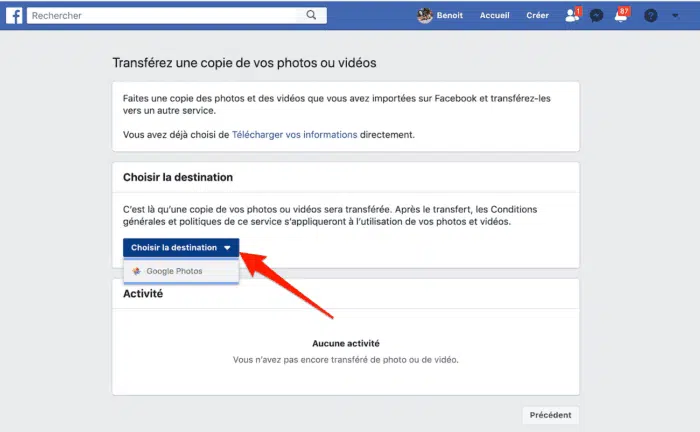 f
Rechercher
Benoit Accueil Créer 1 87
Transférez une copie de vos photos ou vidéos
Faites une copie des photos et des vidéos que vous avez importées sur Facebook et transférez-les
vers un autre service.
Vous avez déjà choisi de Télécharger vos informations directement.
Choisir la destination
C'est là qu'une copie de vos photos ou vidéos sera transférée. Après le transfert, les Conditions
générales et politiques de ce service s'appliqueront à l'utilisation de vos photos et vidéos.
Choisir la destination
Google Photos
Activité
Aucune activité
Vous n'avez pas encore transféré de photo ou de vidéo.
Précédent